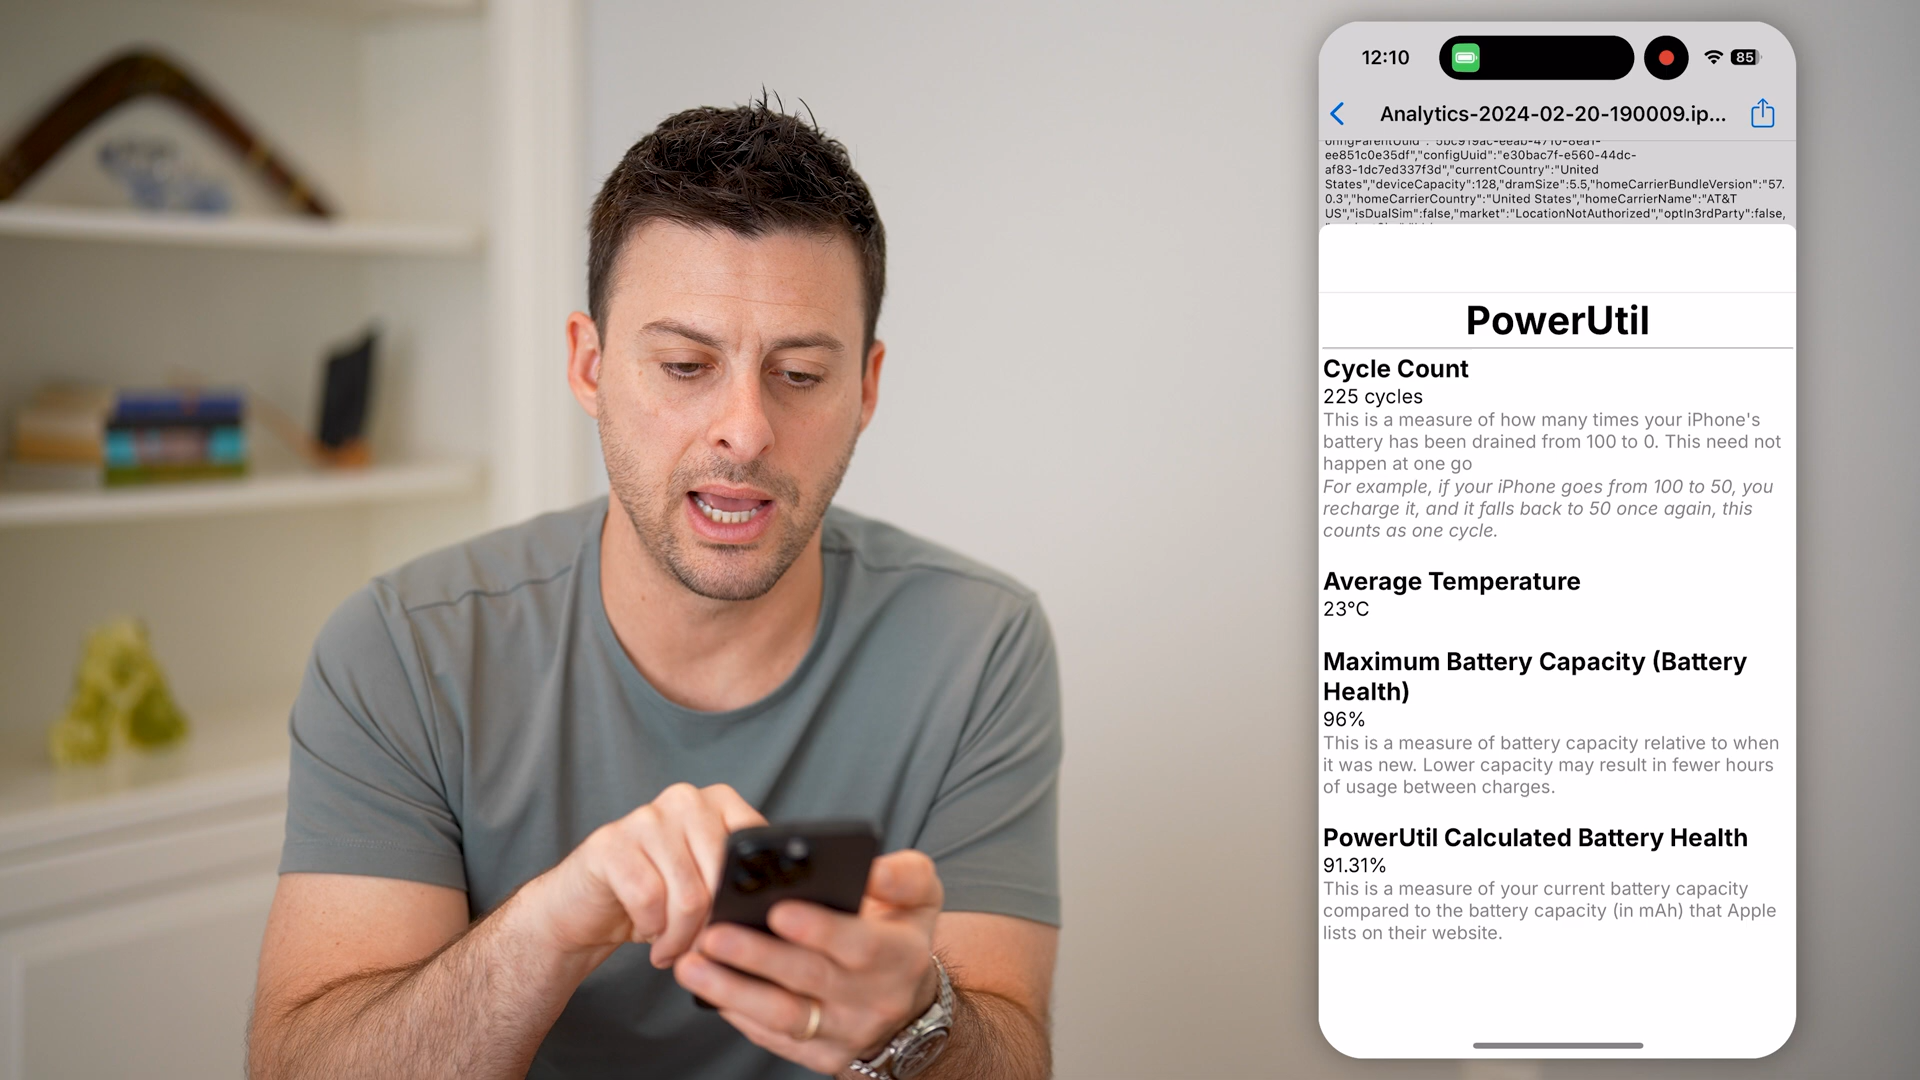 12:10
85
Analytics-2024-02-20-190009.ip...
ee851c0e35df","configUuid":"e30bac7f-e560-44dc-
af83-1dc7ed337f3d","currentCountry":"United
States","deviceCapacity":128,"dramSize":5.5,"homeCarrierBundleVersion":"57.
0.3","homeCarrierCountry":"United States","homeCarrierName":"AT&T
US","isDualSim":false,"market":"LocationNotAuthorized","optIn3rdParty":false,
PowerUtil
Cycle Count
225 cycles
This is a measure of how many times your iPhone's
battery has been drained from 100 to 0. This need not
happen at one go
For example, if your iPhone goes from 100 to 50, you
recharge it, and it falls back to 50 once again, this
counts as one cycle.
Average Temperature
23°C
Maximum Battery Capacity (Battery
Health)
96%
This is a measure of battery capacity relative to when
it was new. Lower capacity may result in fewer hours
of usage between charges.
PowerUtil Calculated Battery Health
91.31%
This is a measure of your current battery capacity
compared to the battery capacity (in mAh) that Apple
lists on their website.